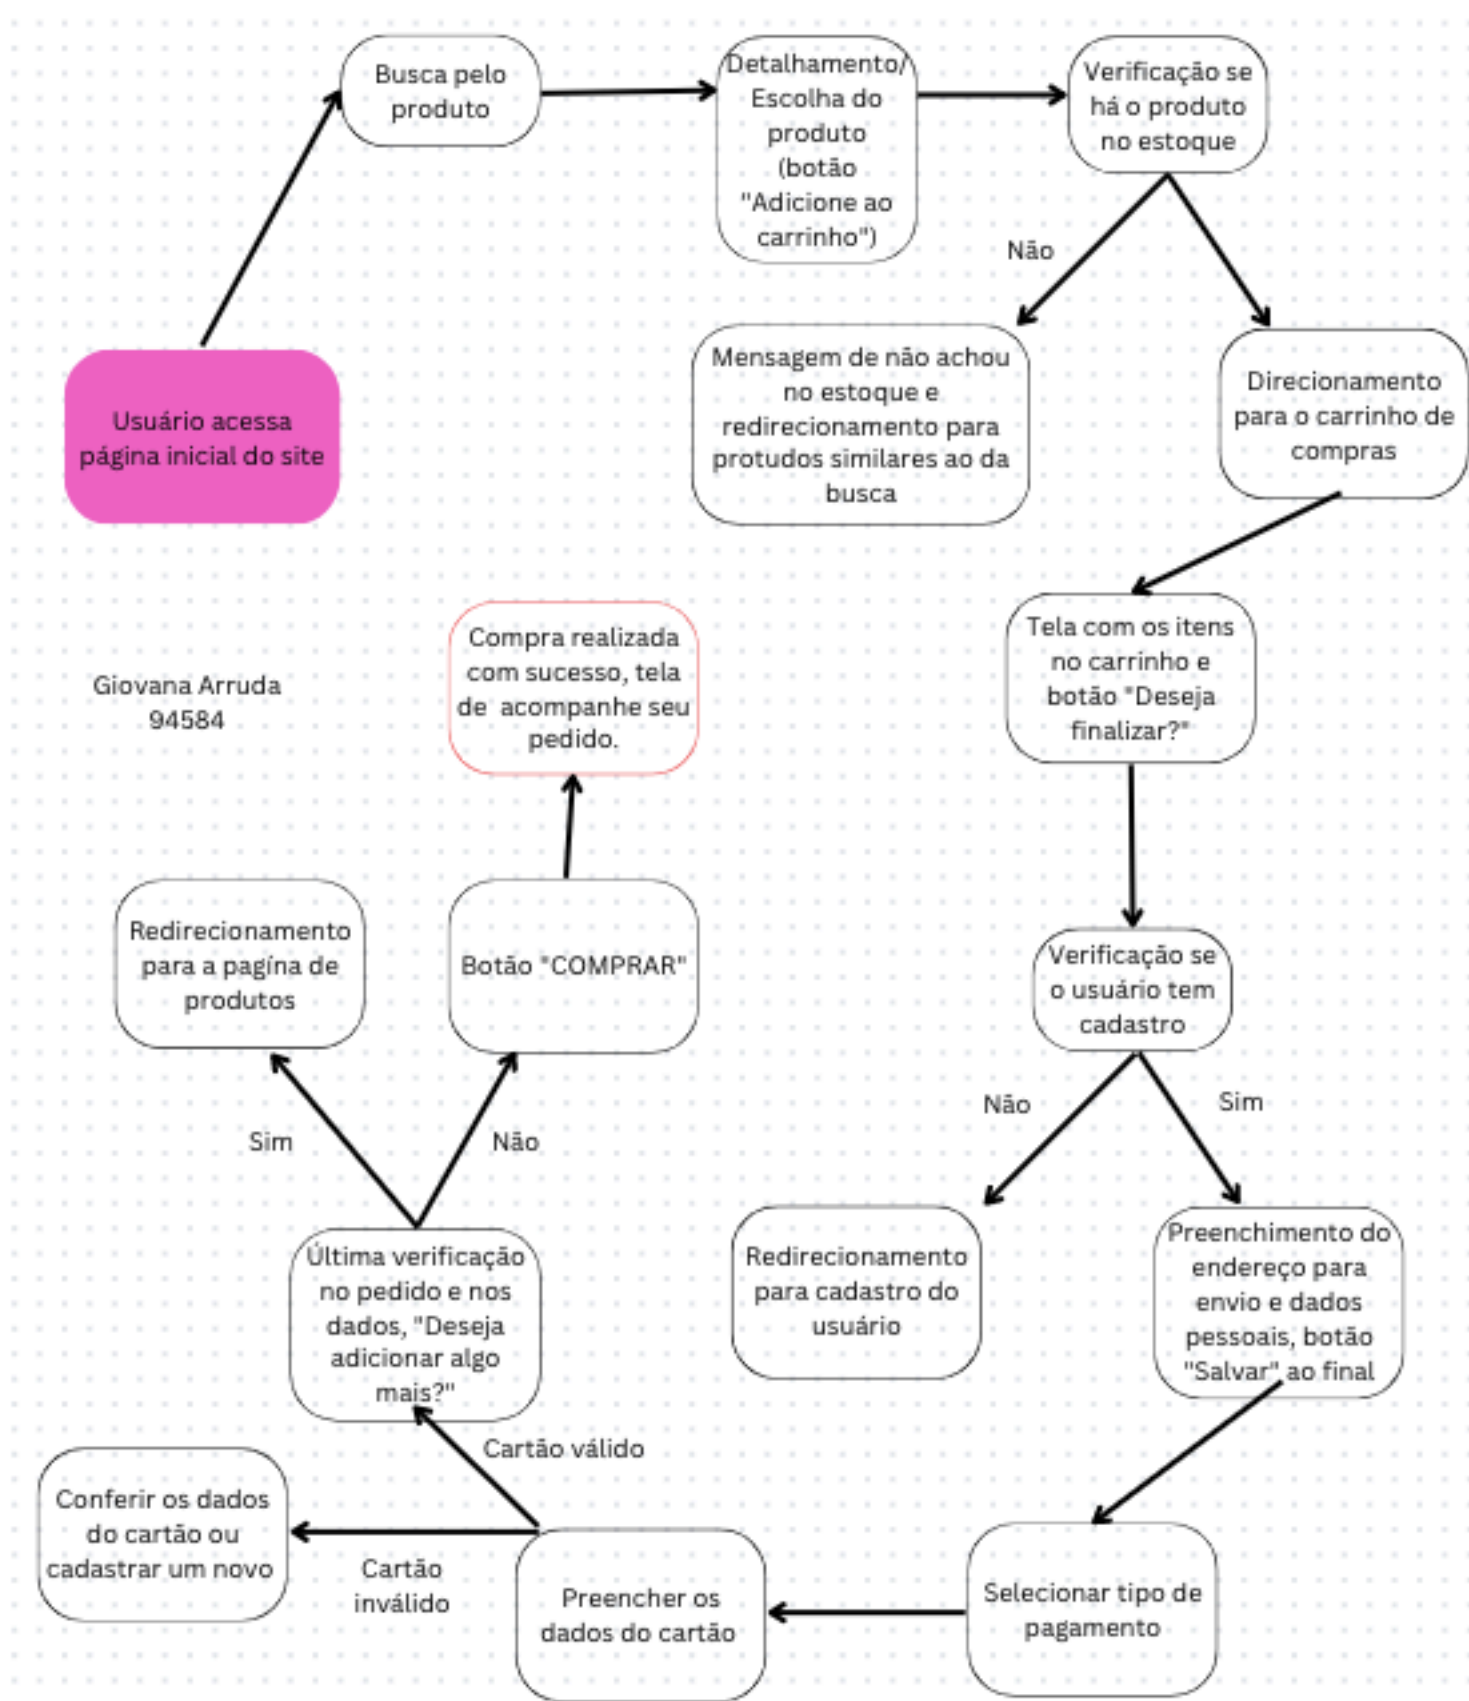 Busca pelo
produto
Detalhamento/
Escolha do
produto
(botão
"Adicione ao
carrinho")
Verificação se
há o produto
no estoque
Não
Usuário acessa
página inicial do site
Mensagem de não achou
no estoque e
redirecionamento para
protudos similares ao da
busca
Direcionamento
para o carrinho de
compras
Giovana Arruda
94584
Compra realizada
com sucesso, tela
de acompanhe seu
pedido.
Tela com os itens
no carrinho e
botão "Deseja
finalizar?"
Redirecionamento
para a pagína de
produtos
Botão "COMPRAR"
Verificação se
o usuário tem
cadastro
Sim
Não
Não
Sim
Última verificação
no pedido e nos
dados, "Deseja
adicionar algo
mais?"
Redirecionamento
para cadastro do
usuário
Preenchimento do
endereço para
envio e dados
pessoais, botão
"Salvar" ao final
Cartão válido
Conferir os dados
do cartão ou
cadastrar um novo
Cartão
inválido
Preencher os
dados do cartão
Selecionar tipo de
pagamento